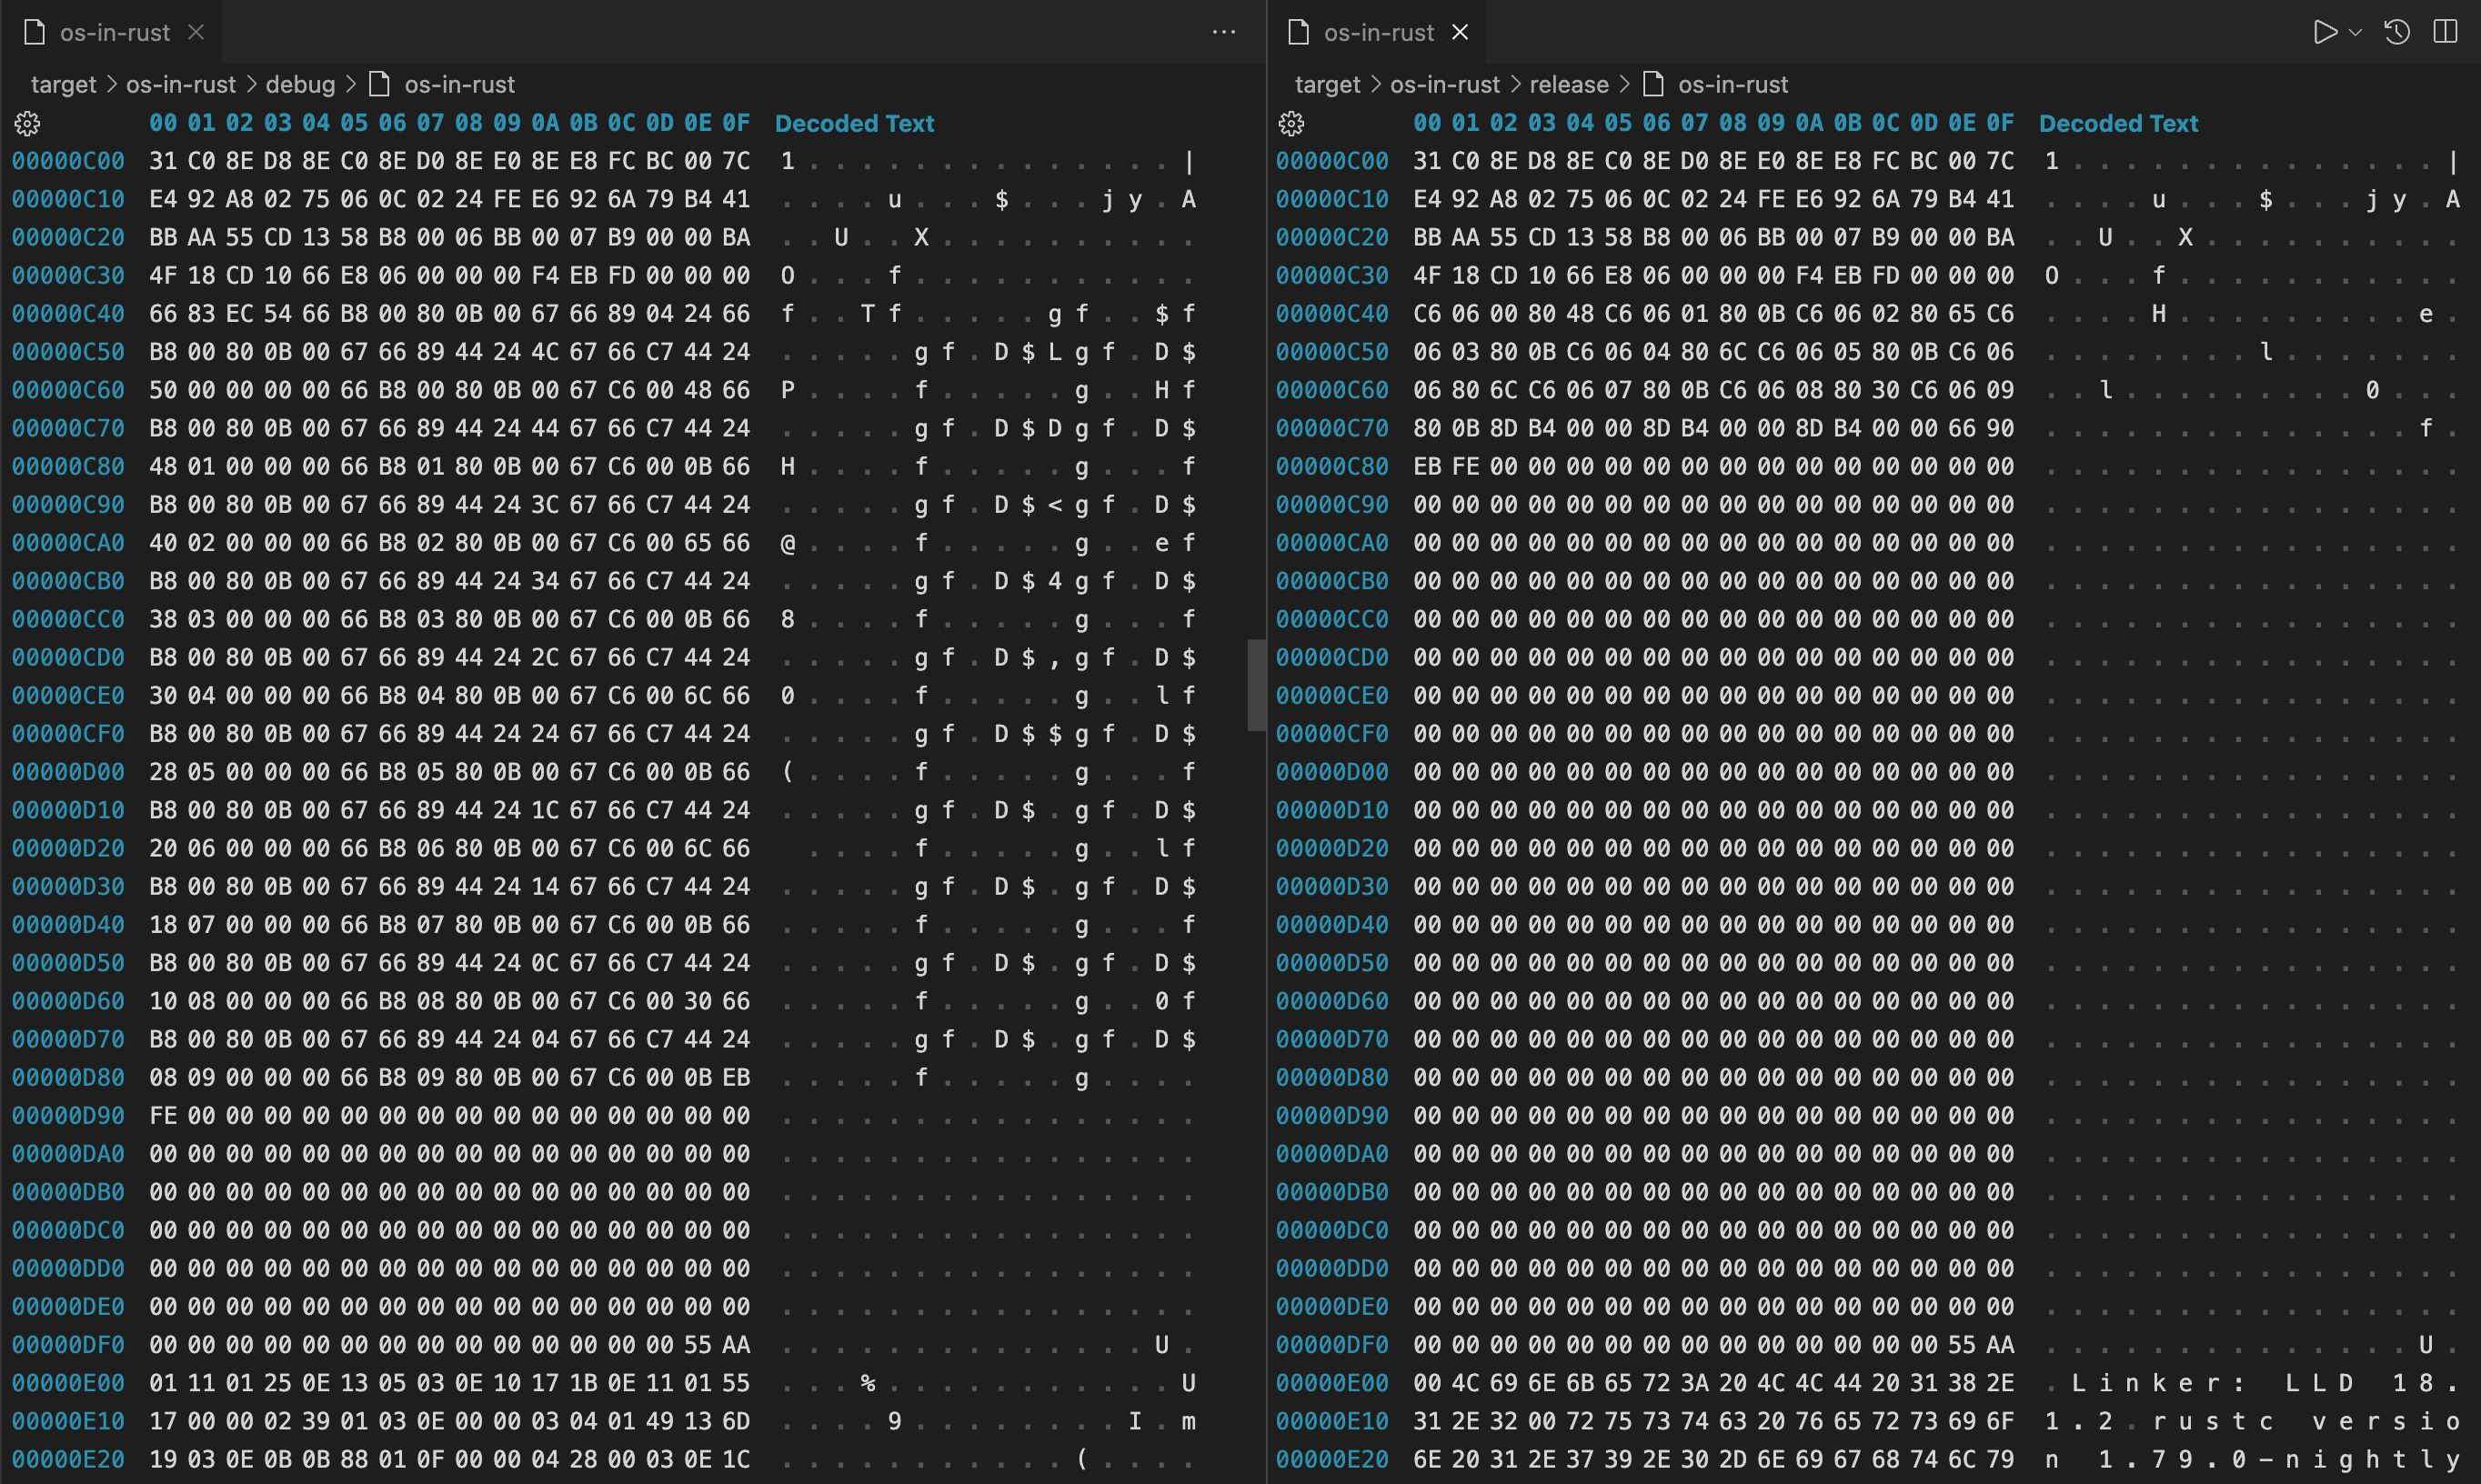 os-in-rust
target > os-in-rust > debug > os-in-rust
00 01 02 03 04 05 06 07 08 09 0A 0B 0C 0D 0E 0F Decoded Text
00000C00 31 C0 8E D8 8E C0 8E D0 8E E0 8E E8 FC BC 00 7C 1..............|
00000C10 E4 92 A8 02 75 06 0C 02 24 FE E6 92 6A 79 B4 41 ....u...$...jy.A
00000C20 BB AA 55 CD 13 58 B8 00 06 BB 00 07 B9 00 00 BA ..U..X..........
00000C30 4F 18 CD 10 66 E8 06 00 00 00 F4 EB FD 00 00 00 O...f...........
00000C40 66 83 EC 54 66 B8 00 80 0B 00 67 66 89 04 24 66 f..Tf.....gf..$f
00000C50 B8 00 80 0B 00 67 66 89 44 24 4C 67 66 C7 44 24 .....gf.D$Lgf.D$
00000C60 50 00 00 00 00 66 B8 00 80 0B 00 67 C6 00 48 66 P....f.....g..Hf
00000C70 B8 00 80 0B 00 67 66 89 44 24 44 67 66 C7 44 24 .....gf.D$Dgf.D$
00000C80 48 01 00 00 00 66 B8 01 80 0B 00 67 C6 00 0B 66 H....f.....g...f
00000C90 B8 00 80 0B 00 67 66 89 44 24 3C 67 66 C7 44 24 .....gf.D$<gf.D$
00000CA0 40 02 00 00 00 66 B8 02 80 0B 00 67 C6 00 65 66 @....f.....g..ef
00000CB0 B8 00 80 0B 00 67 66 89 44 24 34 67 66 C7 44 24 .....gf.D$4gf.D$
00000CC0 38 03 00 00 00 66 B8 03 80 0B 00 67 C6 00 0B 66 8....f.....g...f
00000CD0 B8 00 80 0B 00 67 66 89 44 24 2C 67 66 C7 44 24 .....gf.D$,gf.D$
00000CE0 30 04 00 00 00 66 B8 04 80 0B 00 67 C6 00 6C 66 0....f.....g..lf
00000CF0 B8 00 80 0B 00 67 66 89 44 24 24 67 66 C7 44 24 .....gf.D$$gf.D$
00000D00 28 05 00 00 00 66 B8 05 80 0B 00 67 C6 00 0B 66 (....f.....g...f
00000D10 B8 00 80 0B 00 67 66 89 44 24 1C 67 66 C7 44 24 .....gf.D$.gf.D$
00000D20 20 06 00 00 00 66 B8 06 80 0B 00 67 C6 00 6C 66  ....f.....g..lf
00000D30 B8 00 80 0B 00 67 66 89 44 24 14 67 66 C7 44 24 .....gf.D$.gf.D$
00000D40 18 07 00 00 00 66 B8 07 80 0B 00 67 C6 00 0B 66 .....f.....g...f
00000D50 B8 00 80 0B 00 67 66 89 44 24 0C 67 66 C7 44 24 .....gf.D$.gf.D$
00000D60 10 08 00 00 00 66 B8 08 80 0B 00 67 C6 00 30 66 .....f.....g..0f
00000D70 B8 00 80 0B 00 67 66 89 44 24 04 67 66 C7 44 24 .....gf.D$.gf.D$
00000D80 08 09 00 00 00 66 B8 09 80 0B 00 67 C6 00 0B EB .....f.....g....
00000D90 FE 00 00 00 00 00 00 00 00 00 00 00 00 00 00 00 ................
00000DA0 00 00 00 00 00 00 00 00 00 00 00 00 00 00 00 00 ................
00000DB0 00 00 00 00 00 00 00 00 00 00 00 00 00 00 00 00 ................
00000DC0 00 00 00 00 00 00 00 00 00 00 00 00 00 00 00 00 ................
00000DD0 00 00 00 00 00 00 00 00 00 00 00 00 00 00 00 00 ................
00000DE0 00 00 00 00 00 00 00 00 00 00 00 00 00 00 00 00 ................
00000DF0 00 00 00 00 00 00 00 00 00 00 00 00 00 00 55 AA ..............U.
00000E00 01 11 01 25 0E 13 05 03 0E 10 17 1B 0E 11 01 55 ...%...........U
00000E10 17 00 00 02 39 01 03 0E 00 00 03 04 01 49 13 6D ....9........I.m
00000E20 19 03 0E 0B 0B 88 01 0F 00 00 04 28 00 03 0E 1C ...........(....
os-in-rust
target > os-in-rust > release > os-in-rust
00 01 02 03 04 05 06 07 08 09 0A 0B 0C 0D 0E 0F Decoded Text
00000C00 31 C0 8E D8 8E C0 8E D0 8E E0 8E E8 FC BC 00 7C 1..............|
00000C10 E4 92 A8 02 75 06 0C 02 24 FE E6 92 6A 79 B4 41 ....u...$...jy.A
00000C20 BB AA 55 CD 13 58 B8 00 06 BB 00 07 B9 00 00 BA ..U..X..........
00000C30 4F 18 CD 10 66 E8 06 00 00 00 F4 EB FD 00 00 00 O...f...........
00000C40 C6 06 00 80 48 C6 06 01 80 0B C6 06 02 80 65 C6 ....H.........e.
00000C50 06 03 80 0B C6 06 04 80 6C C6 06 05 80 0B C6 06 ........l.......
00000C60 06 80 6C C6 06 07 80 0B C6 06 08 80 30 C6 06 09 ..l.........0...
00000C70 80 0B 8D B4 00 00 8D B4 00 00 8D B4 00 00 66 90 ..............f.
00000C80 EB FE 00 00 00 00 00 00 00 00 00 00 00 00 00 00 ................
00000C90 00 00 00 00 00 00 00 00 00 00 00 00 00 00 00 00 ................
00000CA0 00 00 00 00 00 00 00 00 00 00 00 00 00 00 00 00 ................
00000CB0 00 00 00 00 00 00 00 00 00 00 00 00 00 00 00 00 ................
00000CC0 00 00 00 00 00 00 00 00 00 00 00 00 00 00 00 00 ................
00000CD0 00 00 00 00 00 00 00 00 00 00 00 00 00 00 00 00 ................
00000CE0 00 00 00 00 00 00 00 00 00 00 00 00 00 00 00 00 ................
00000CF0 00 00 00 00 00 00 00 00 00 00 00 00 00 00 00 00 ................
00000D00 00 00 00 00 00 00 00 00 00 00 00 00 00 00 00 00 ................
00000D10 00 00 00 00 00 00 00 00 00 00 00 00 00 00 00 00 ................
00000D20 00 00 00 00 00 00 00 00 00 00 00 00 00 00 00 00 ................
00000D30 00 00 00 00 00 00 00 00 00 00 00 00 00 00 00 00 ................
00000D40 00 00 00 00 00 00 00 00 00 00 00 00 00 00 00 00 ................
00000D50 00 00 00 00 00 00 00 00 00 00 00 00 00 00 00 00 ................
00000D60 00 00 00 00 00 00 00 00 00 00 00 00 00 00 00 00 ................
00000D70 00 00 00 00 00 00 00 00 00 00 00 00 00 00 00 00 ................
00000D80 00 00 00 00 00 00 00 00 00 00 00 00 00 00 00 00 ................
00000D90 00 00 00 00 00 00 00 00 00 00 00 00 00 00 00 00 ................
00000DA0 00 00 00 00 00 00 00 00 00 00 00 00 00 00 00 00 ................
00000DB0 00 00 00 00 00 00 00 00 00 00 00 00 00 00 00 00 ................
00000DC0 00 00 00 00 00 00 00 00 00 00 00 00 00 00 00 00 ................
00000DD0 00 00 00 00 00 00 00 00 00 00 00 00 00 00 00 00 ................
00000DE0 00 00 00 00 00 00 00 00 00 00 00 00 00 00 00 00 ................
00000DF0 00 00 00 00 00 00 00 00 00 00 00 00 00 00 55 AA ..............U.
00000E00 00 4C 69 6E 6B 65 72 3A 20 4C 4C 44 20 31 38 2E .Linker: LLD 18.
00000E10 31 2E 32 00 72 75 73 74 63 20 76 65 72 73 69 6F 1.2.rustc versio
00000E20 6E 20 31 2E 37 39 2E 30 2D 6E 69 67 68 74 6C 79 n 1.79.0-nightly